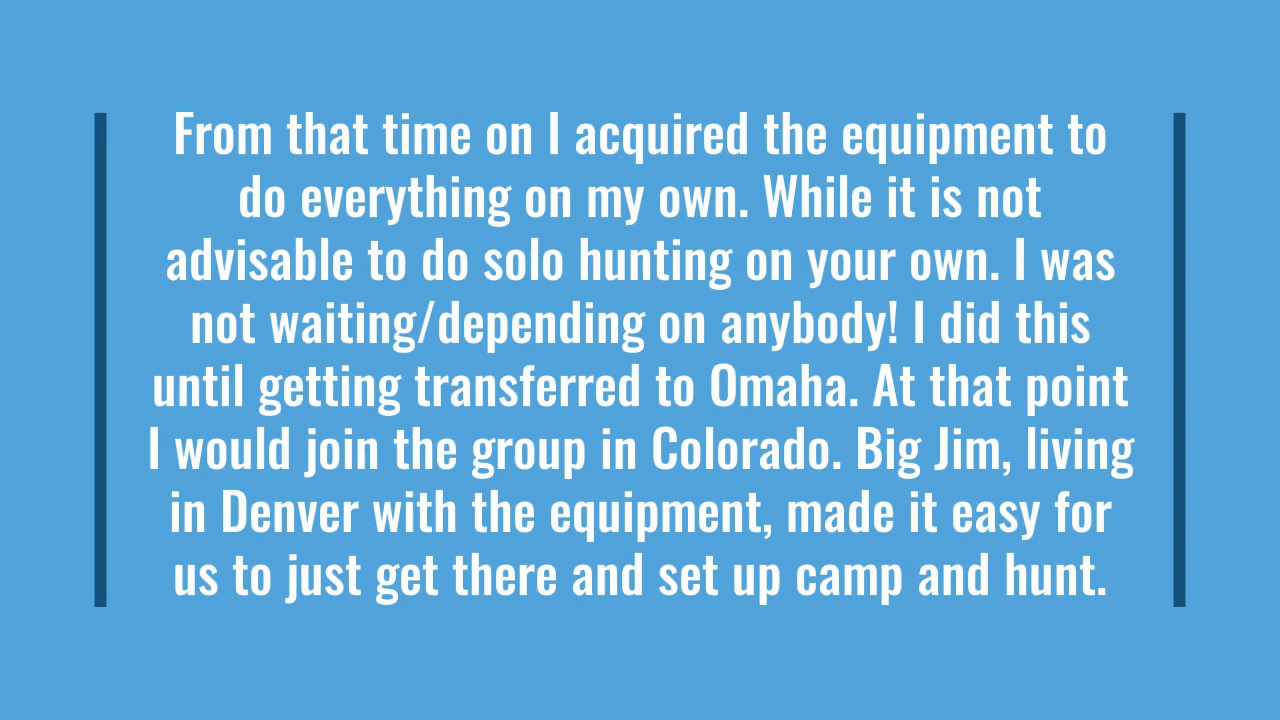 From that time on I acquired the equipment to
do everything on my own. While it is not
advisable to do solo hunting on your own. I was
not waiting/depending on anybody! I did this
until getting transferred to Omaha. At that point
I would join the group in Colorado. Big Jim, living
in Denver with the equipment, made it easy for
us to just get there and set up camp and hunt.